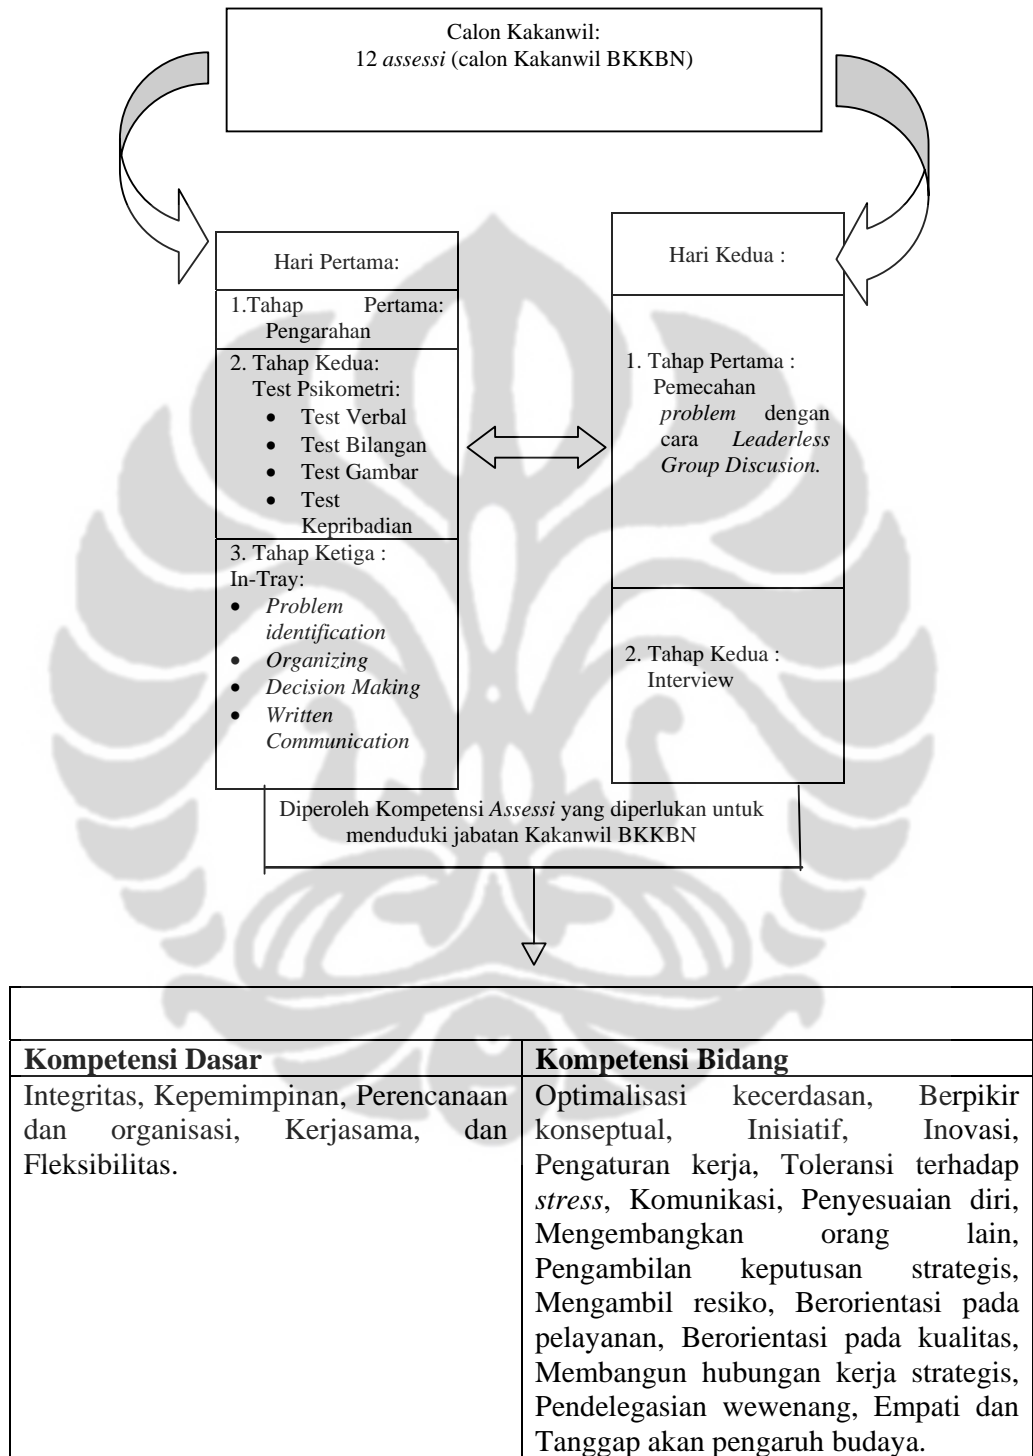 Calon Kakanwil:
12 assessi (calon Kakanwil BKKBN)
Hari Pertama:
1.Tahap Pertama:
Pengarahan
2. Tahap Kedua:
Test Psikometri:
• Test Verbal
• Test Bilangan
• Test Gambar
• Test
Kepribadian
3. Tahap Ketiga :
In-Tray:
• Problem
identification
• Organizing
• Decision Making
• Written
Communication
Hari Kedua :
1. Tahap Pertama :
Pemecahan
problem dengan
cara Leaderless
Group Discusion.
2. Tahap Kedua :
Interview
Diperoleh Kompetensi Assessi yang diperlukan untuk
menduduki jabatan Kakanwil BKKBN
Kompetensi Dasar
Integritas, Kepemimpinan, Perencanaan
dan organisasi, Kerjasama, dan
Fleksibilitas.
Kompetensi Bidang
Optimalisasi kecerdasan, Berpikir
konseptual, Inisiatif, Inovasi,
Pengaturan kerja, Toleransi terhadap
stress, Komunikasi, Penyesuaian diri,
Mengembangkan orang lain,
Pengambilan keputusan strategis,
Mengambil resiko, Berorientasi pada
pelayanan, Berorientasi pada kualitas,
Membangun hubungan kerja strategis,
Pendelegasian wewenang, Empati dan
Tanggap akan pengaruh budaya.